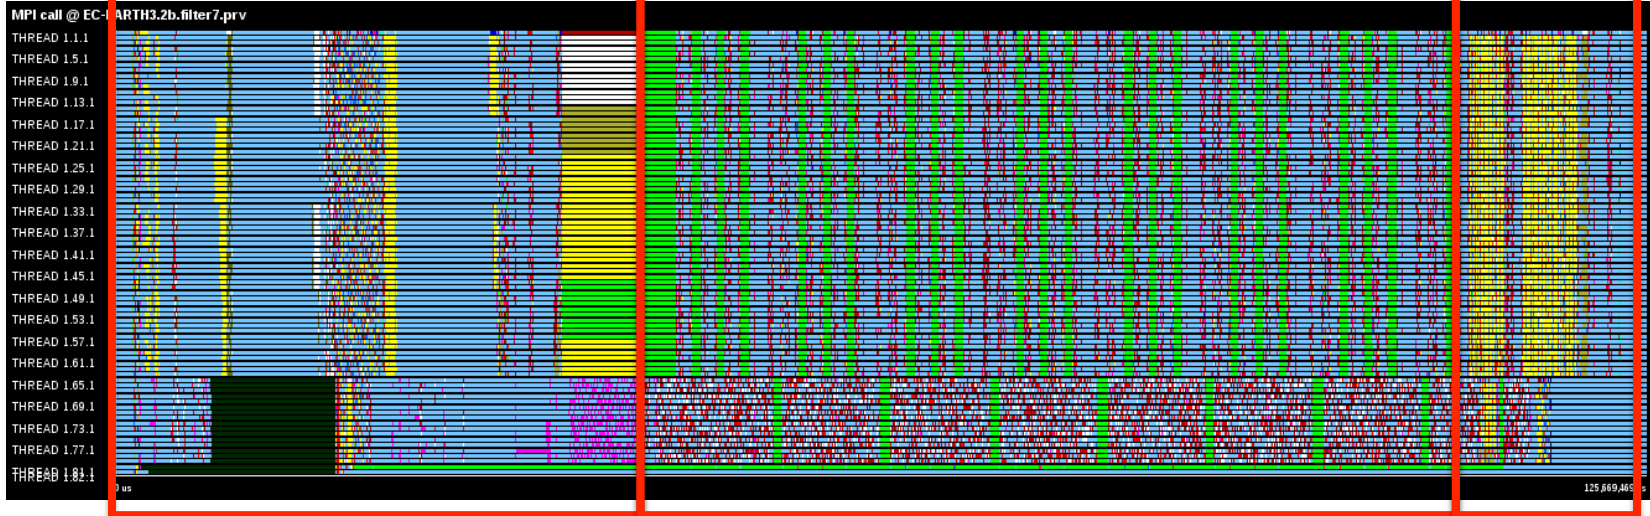 MPI call @ EC-EARTH3.2b.filter7.prv
THREAD 1.1.1
THREAD 1.5.1
THREAD 1.9.1
THREAD 1.13.1
THREAD 1.17.1
THREAD 1.21.1
THREAD 1.25.1
THREAD 1.29.1
THREAD 1.33.1
THREAD 1.37.1
THREAD 1.41.1
THREAD 1.45.1
THREAD 1.49.1
THREAD 1.53.1
THREAD 1.57.1
THREAD 1.61.1
THREAD 1.65.1
THREAD 1.69.1
THREAD 1.73.1
THREAD 1.77.1
THREAD 1.81.1
THREAD 1.82.1
us